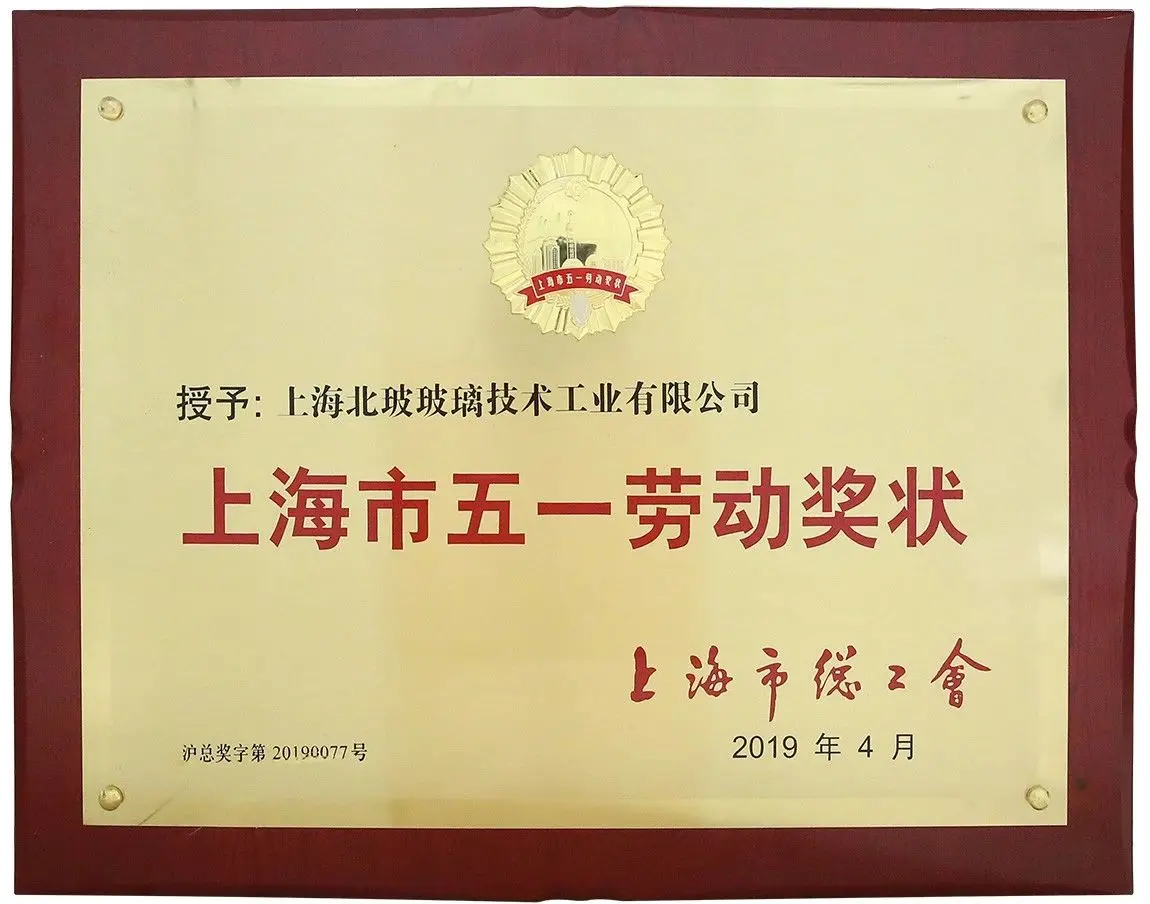 上海市五一劳动奖状
授予: 上海北玻玻璃技术工业有限公司
上海市五一劳动奖状
上海市總工會
沪总奖字第 20190077 号
2019 年 4 月